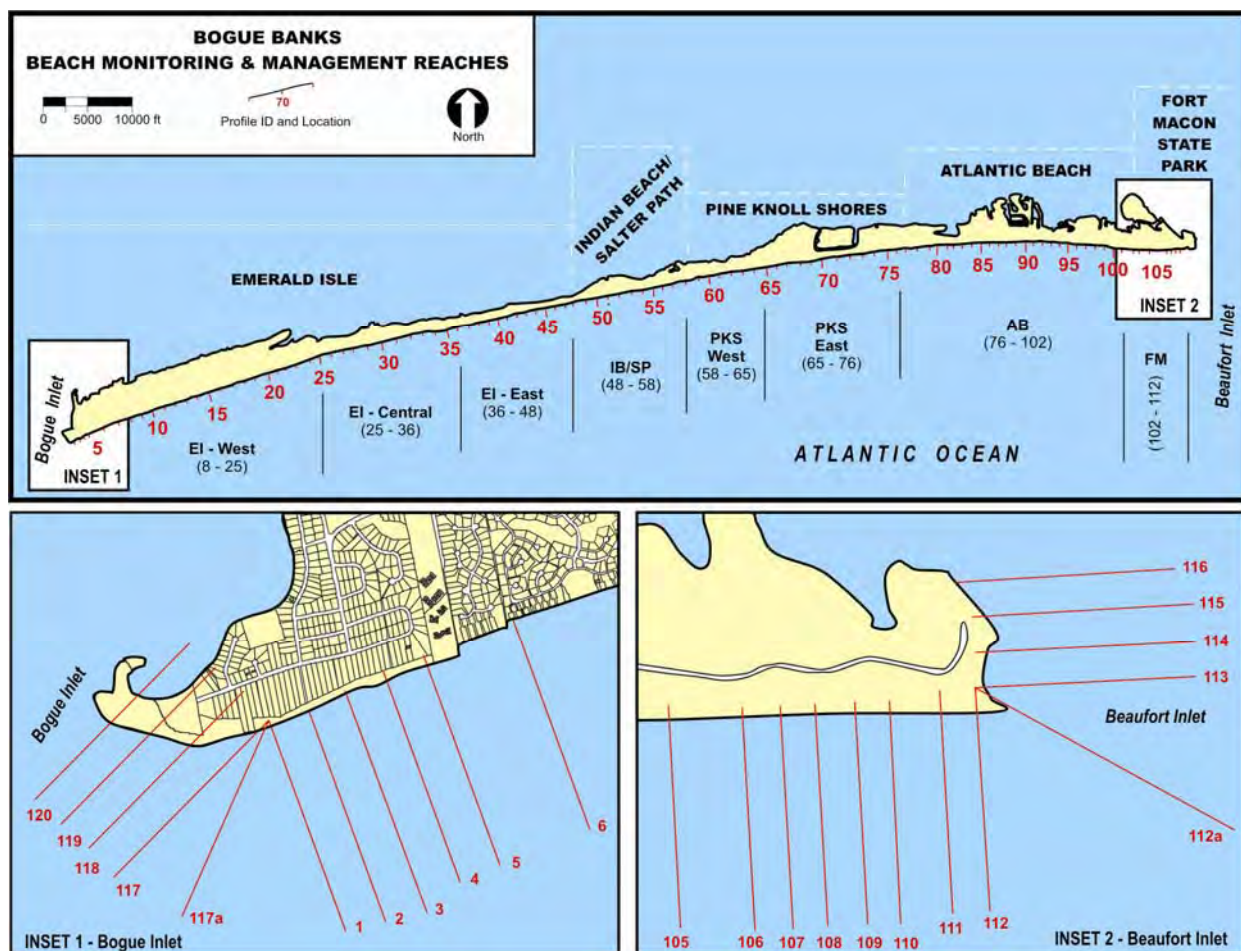 BOGUE BANKS
BEACH MONITORING & MANAGEMENT REACHES
0 5000 10000 ft
70
Profile ID and Location
North
FORT
MACON
STATE
PARK
ATLANTIC BEACH
INDIAN BEACH/
SALTER PATH
PINE KNOLL SHORES
EMERALD ISLE
5 10 15 20 25 30 35 40 45 50 55 60 65 70 75 80 85 90 95 100 105
Bogue Inlet
INSET 1
EI - West
(8 - 25)
EI - Central
(25 - 36)
EI - East
(36 - 48)
IB/SP
(48 - 58)
PKS
West
(58 - 65)
PKS
East
(65 - 76)
AB
(76 - 102)
FM
(102 - 112)
INSET 2
Beaufort Inlet
ATLANTIC OCEAN
Bogue Inlet
120
119
118
117
117a
1
2
3
4
5
6
INSET 1 - Bogue Inlet
116
115
114
113
Beaufort Inlet
112a
105 106 107 108 109 110 111 112
INSET 2 - Beaufort Inlet